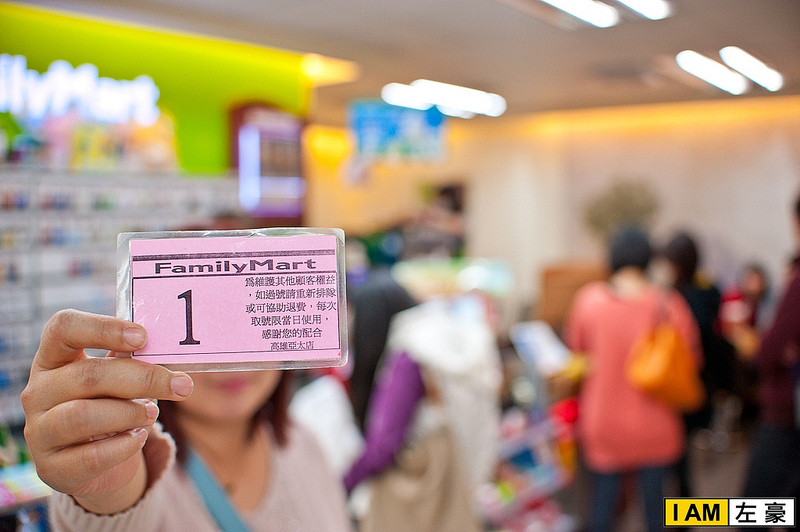 ilyMart
FamilyMart
1
為維護其他顧客權益
，如過號請重新排隊
或可協助退費，每次
取號限當日使用，
感謝您的配合
高雄亞太店
I AM 左豪